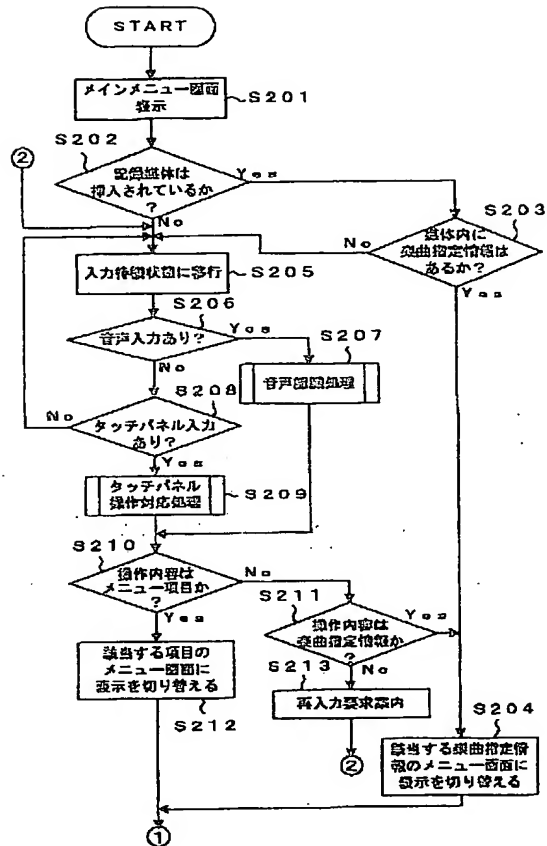 START
メインメニュー画面
表示
S201
S202
②
記録媒体は
挿入されているか
?
Yes
No
S203
媒体内に
楽曲指定情報は
あるか?
No
Yes
入力待機状態に移行
S205
S206
音声入力あり?
Yes
No
S207
音声認識処理
S208
タッチパネル入力
あり?
No
Yes
タッチパネル
操作対応処理
S209
S210
操作内容は
メニュー項目か
?
No
Yes
S211
操作内容は
楽曲指定情報か
?
Yes
No
該当する項目の
メニュー画面に
表示を切り替える
S212
S213
再入力要求案内
②
S204
該当する楽曲指定情
報のメニュー画面に
表示を切り替える
①